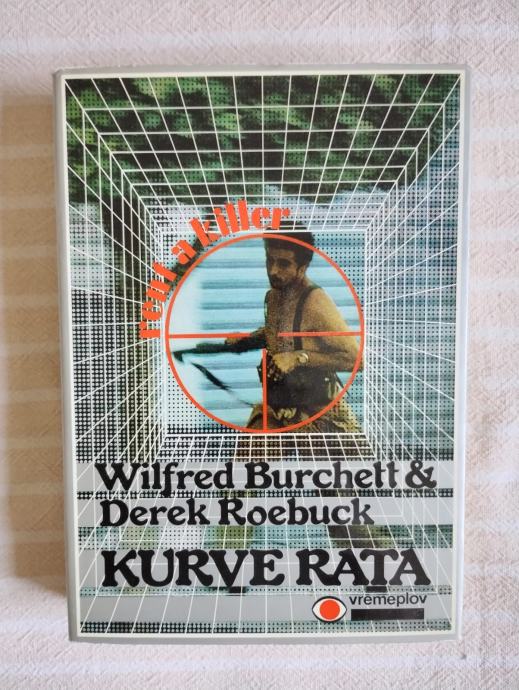 rent a killer
Wilfred Burchett &
Derek Roebuck
KURVE RATA
vremeplov